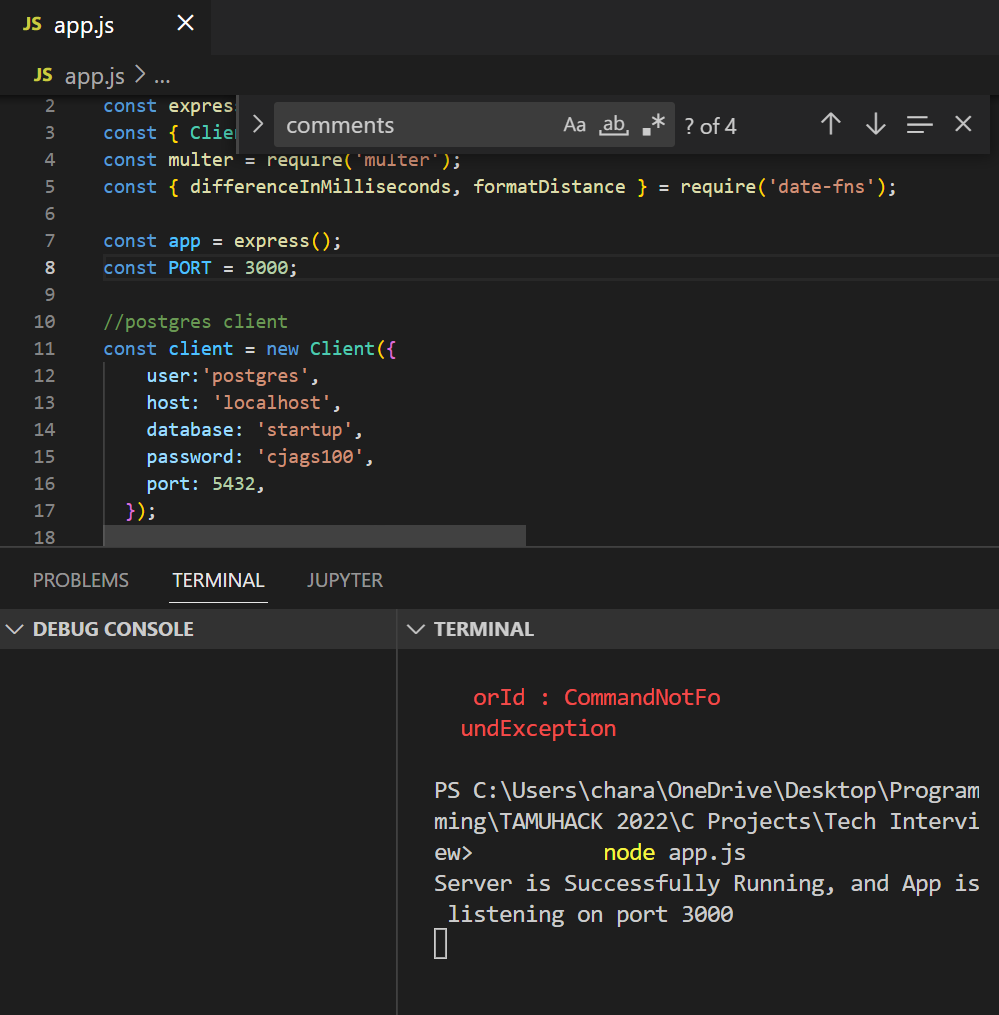 JS app.js
JS app.js > ...
comments Aa ab .* ? of 4
2 const expres
3 const { Clie
4 const multer = require('multer');
5 const { differenceInMilliseconds, formatDistance } = require('date-fns');
6
7 const app = express();
8 const PORT = 3000;
9
10 //postgres client
11 const client = new Client({
12 user:'postgres',
13 host: 'localhost',
14 database: 'startup',
15 password: 'cjags100',
16 port: 5432,
17 });
18
PROBLEMS TERMINAL JUPYTER
DEBUG CONSOLE
TERMINAL
orId : CommandNotFo
undException
PS C:\Users\chara\OneDrive\Desktop\Program
ming\TAMUHACK 2022\C Projects\Tech Intervi
ew> node app.js
Server is Successfully Running, and App is
listening on port 3000